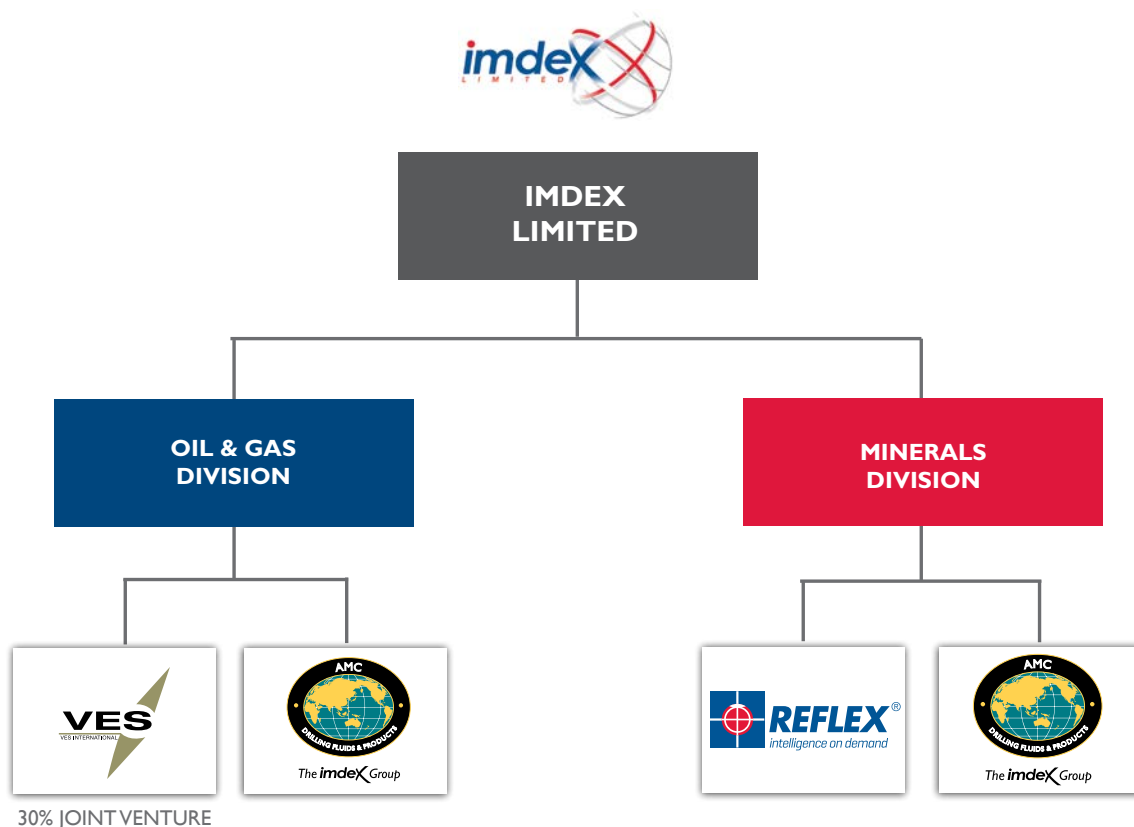 imdex
LIMITED
IMDEX
LIMITED
OIL & GAS
DIVISION
MINERALS
DIVISION
VES
VES INTERNATIONAL
AMC
DRILLING FLUIDS & PRODUCTS
The imdex Group
REFLEX®
intelligence on demand
AMC
DRILLING FLUIDS & PRODUCTS
The imdex Group
30% JOINT VENTURE